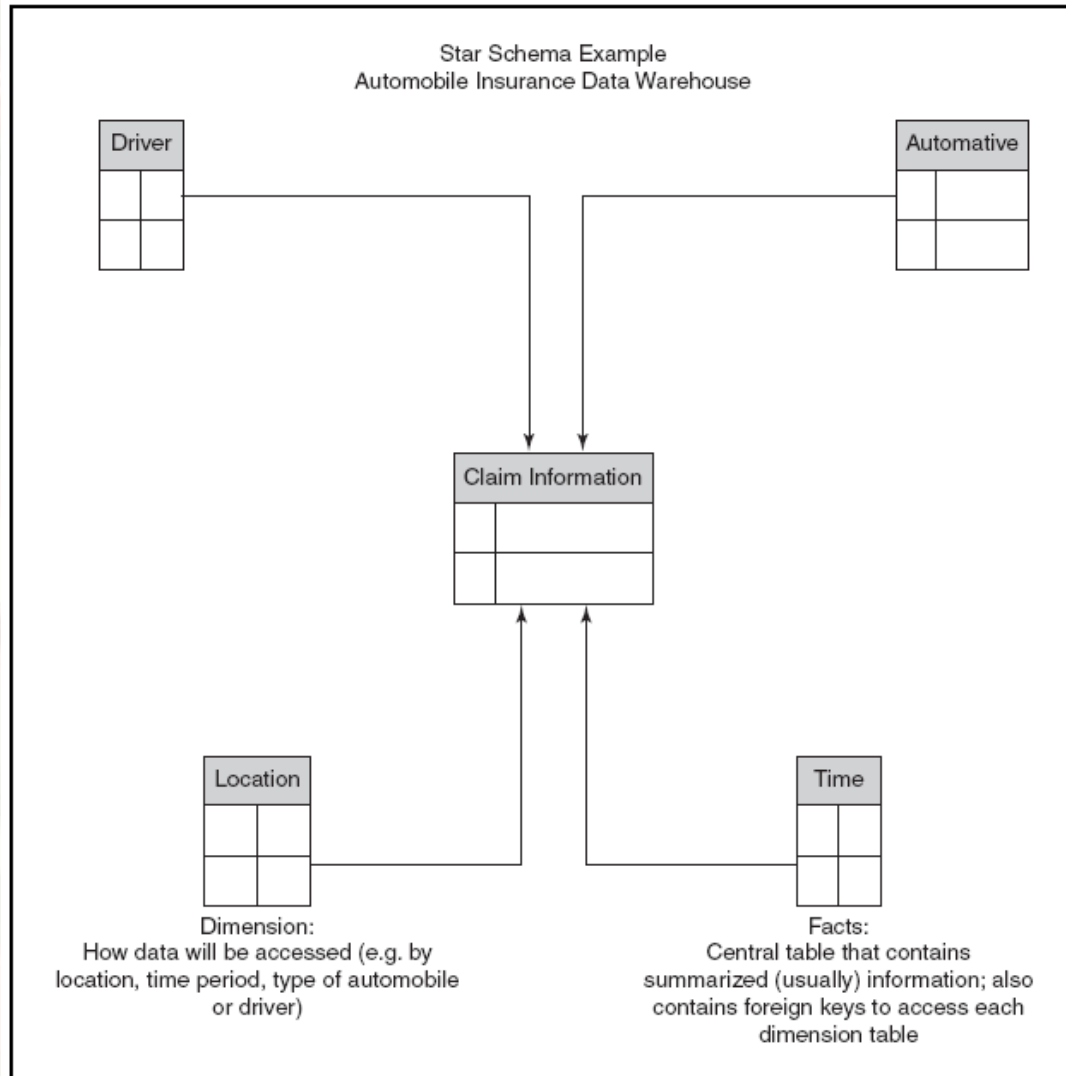 Star Schema Example
Automobile Insurance Data Warehouse
Driver
Automative
Claim Information
Location
Time
Dimension:
How data will be accessed (e.g. by
location, time period, type of automobile
or driver)
Facts:
Central table that contains
summarized (usually) information; also
contains foreign keys to access each
dimension table